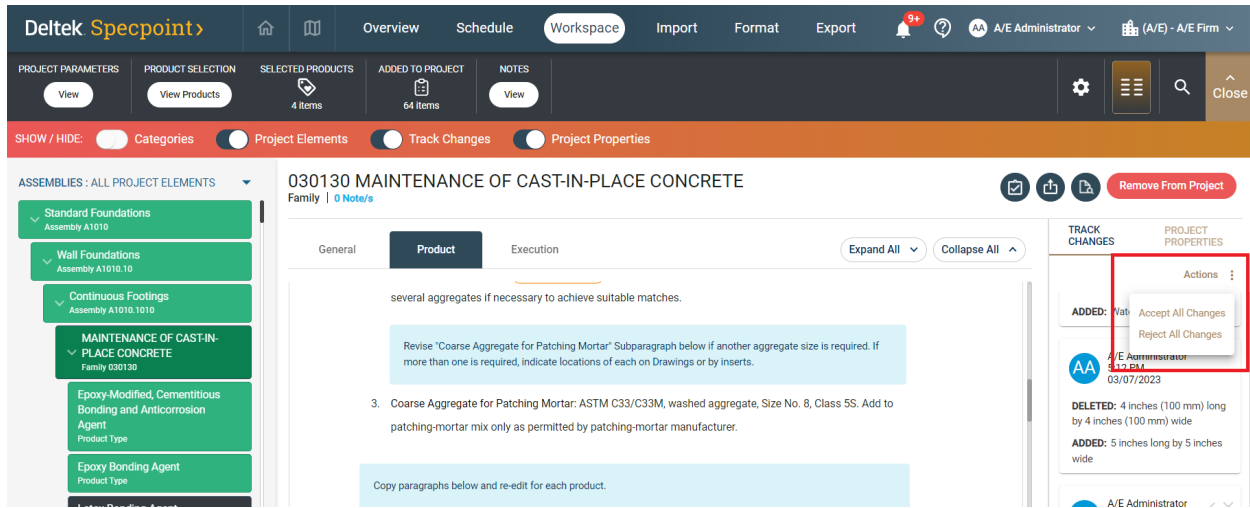 Deltek Specpoint
Overview Schedule Workspace Import Format Export 9+ AA A/E Administrator (A/E) - A/E Firm
PROJECT PARAMETERS PRODUCT SELECTION SELECTED PRODUCTS ADDED TO PROJECT NOTES
View View Products 4 items 64 items View Close
SHOW / HIDE: Categories Project Elements Track Changes Project Properties
ASSEMBLIES : ALL PROJECT ELEMENTS
Standard Foundations
Assembly A1010
Wall Foundations
Assembly A1010.10
Continuous Footings
Assembly A1010.1010
MAINTENANCE OF CAST-IN-
PLACE CONCRETE
Family 030130
Epoxy-Modified, Cementitious
Bonding and Anticorrosion
Agent
Product Type
Epoxy Bonding Agent
Product Type
Latex Bonding Agent
030130 MAINTENANCE OF CAST-IN-PLACE CONCRETE
Family | 0 Note/s
Remove From Project
General Product Execution Expand All Collapse All
several aggregates if necessary to achieve suitable matches.
Revise "Coarse Aggregate for Patching Mortar" Subparagraph below if another aggregate size is required. If
more than one is required, indicate locations of each on Drawings or by inserts.
3. Coarse Aggregate for Patching Mortar: ASTM C33/C33M, washed aggregate, Size No. 8, Class 5S. Add to
patching-mortar mix only as permitted by patching-mortar manufacturer.
Copy paragraphs below and re-edit for each product.
TRACK
CHANGES
PROJECT
PROPERTIES
Actions
Accept All Changes
Reject All Changes
ADDED:
AA
A/E Administrator
5:12 PM
03/07/2023
DELETED: 4 inches (100 mm) long
by 4 inches (100 mm) wide
ADDED: 5 inches long by 5 inches
wide
A/E Administrator